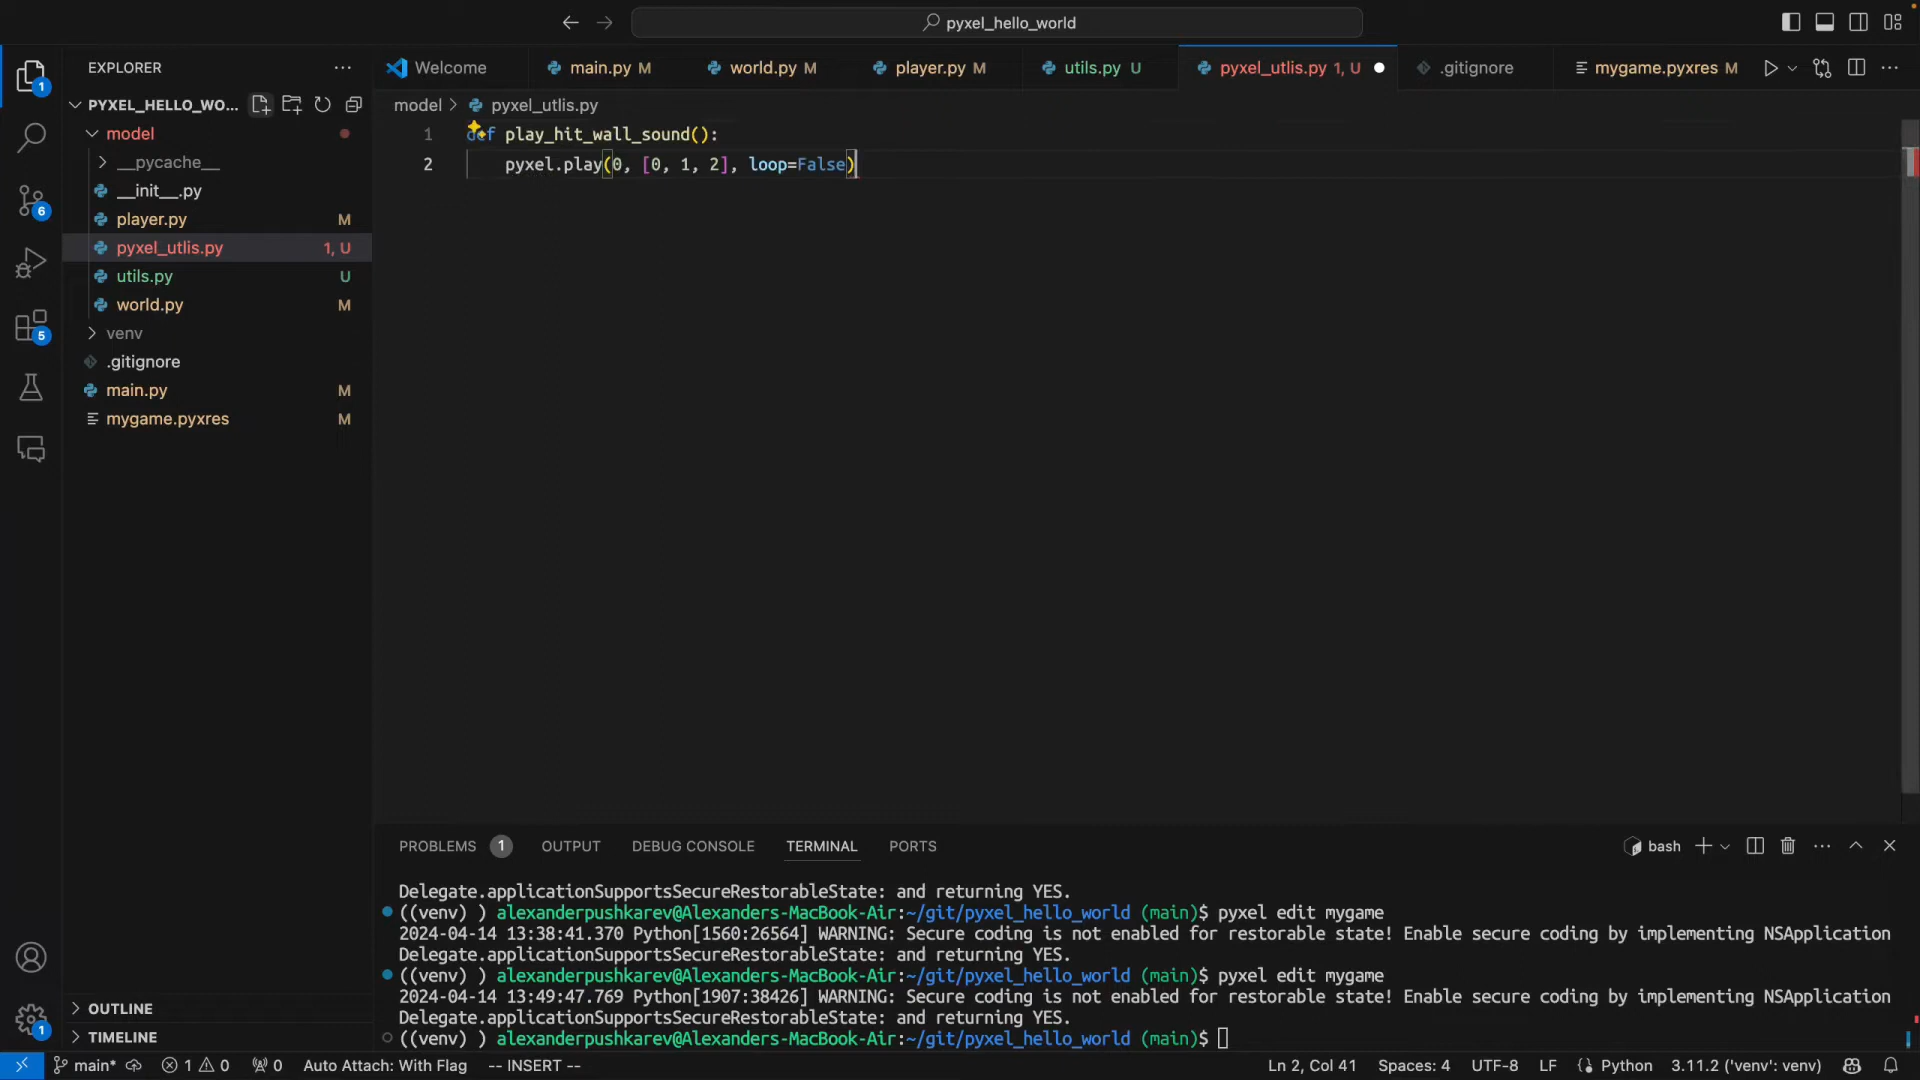 pyxel_hello_world
EXPLORER
Welcome
main.py M
world.py M
player.py M
utils.py U
pyxel_utlis.py 1, U
.gitignore
mygame.pyxres M
PYXEL_HELLO_WO...
model
__pycache__
__init__.py
player.py M
pyxel_utlis.py 1, U
utils.py U
world.py M
venv
.gitignore
main.py M
mygame.pyxres M
1
6
5
1
OUTLINE
TIMELINE
model > pyxel_utlis.py
1 def play_hit_wall_sound():
2 pyxel.play(0, [0, 1, 2], loop=False)
PROBLEMS 1 OUTPUT DEBUG CONSOLE TERMINAL PORTS
bash
Delegate.applicationSupportsSecureRestorableState: and returning YES.
((venv) ) alexanderpushkarev@Alexanders-MacBook-Air:~/git/pyxel_hello_world (main)$ pyxel edit mygame
2024-04-14 13:38:41.370 Python[1560:26564] WARNING: Secure coding is not enabled for restorable state! Enable secure coding by implementing NSApplication
Delegate.applicationSupportsSecureRestorableState: and returning YES.
((venv) ) alexanderpushkarev@Alexanders-MacBook-Air:~/git/pyxel_hello_world (main)$ pyxel edit mygame
2024-04-14 13:49:47.769 Python[1907:38426] WARNING: Secure coding is not enabled for restorable state! Enable secure coding by implementing NSApplication
Delegate.applicationSupportsSecureRestorableState: and returning YES.
((venv) ) alexanderpushkarev@Alexanders-MacBook-Air:~/git/pyxel_hello_world (main)$
main* 1 0 0 Auto Attach: With Flag -- INSERT -- Ln 2, Col 41 Spaces: 4 UTF-8 LF Python 3.11.2 ('venv': venv)